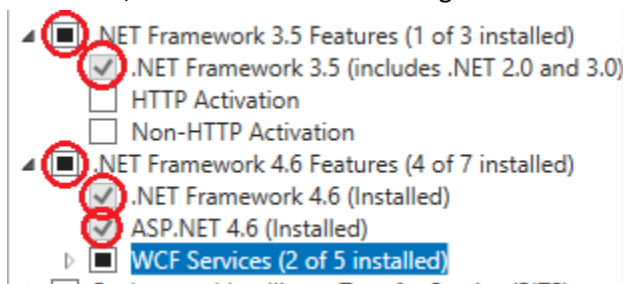 .NET Framework 3.5 Features (1 of 3 installed)
.NET Framework 3.5 (includes .NET 2.0 and 3.0)
HTTP Activation
Non-HTTP Activation
.NET Framework 4.6 Features (4 of 7 installed)
.NET Framework 4.6 (Installed)
ASP.NET 4.6 (Installed)
WCF Services (2 of 5 installed)